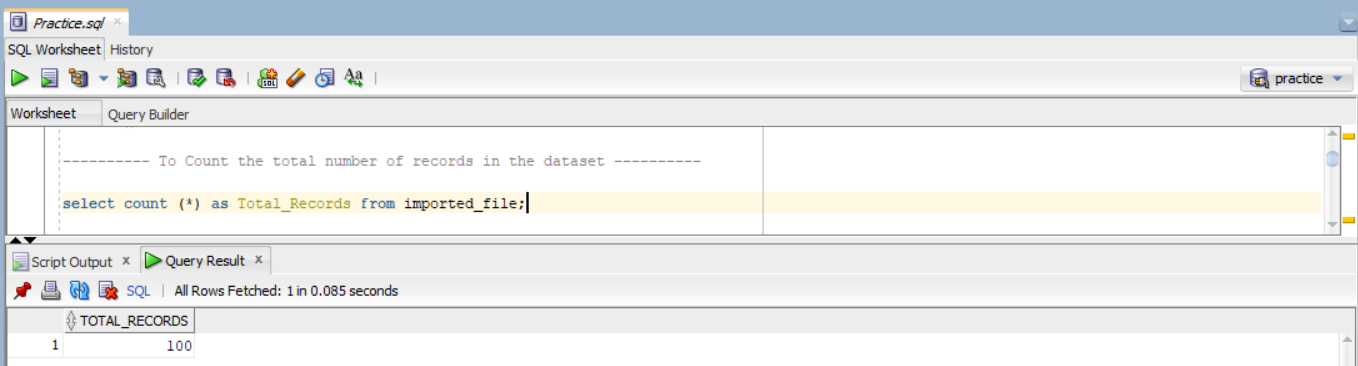 Practice.sql ×
SQL Worksheet History
SQL Aa
practice
Worksheet Query Builder
---------- To Count the total number of records in the dataset ----------
select count (*) as Total_Records from imported_file;
Script Output x Query Result x
SQL | All Rows Fetched: 1 in 0.085 seconds
TOTAL_RECORDS
1 100